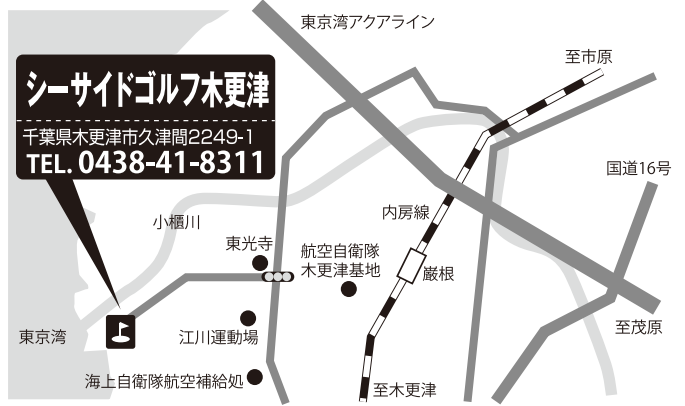 東京湾アクアライン
至市原
シーサイドゴルフ木更津
千葉県木更津市久津間2249-1
TEL. 0438-41-8311
国道16号
小櫃川
内房線
東光寺
航空自衛隊
木更津基地
巌根
東京湾
江川運動場
至茂原
海上自衛隊航空補給処
至木更津